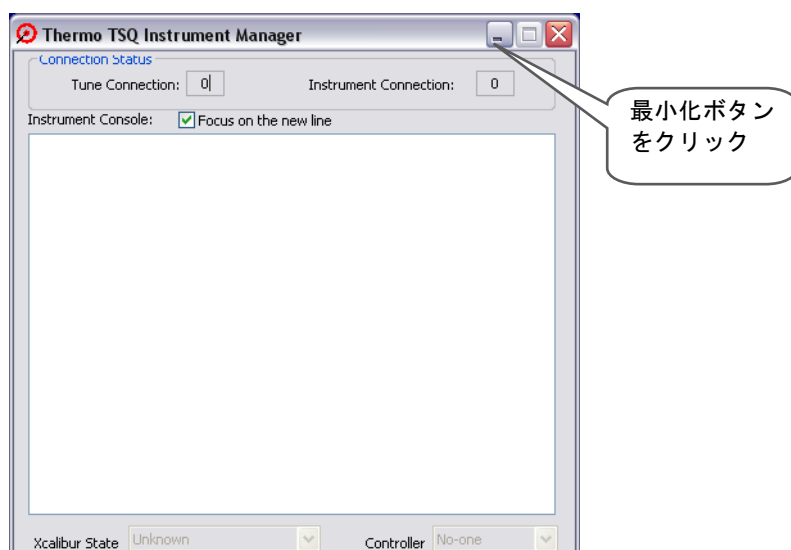 Thermo TSQ Instrument Manager
Connection Status
Tune Connection: 0 Instrument Connection: 0
Instrument Console: Focus on the new line
最小化ボタン
をクリック
Xcalibur State Unknown Controller No-one